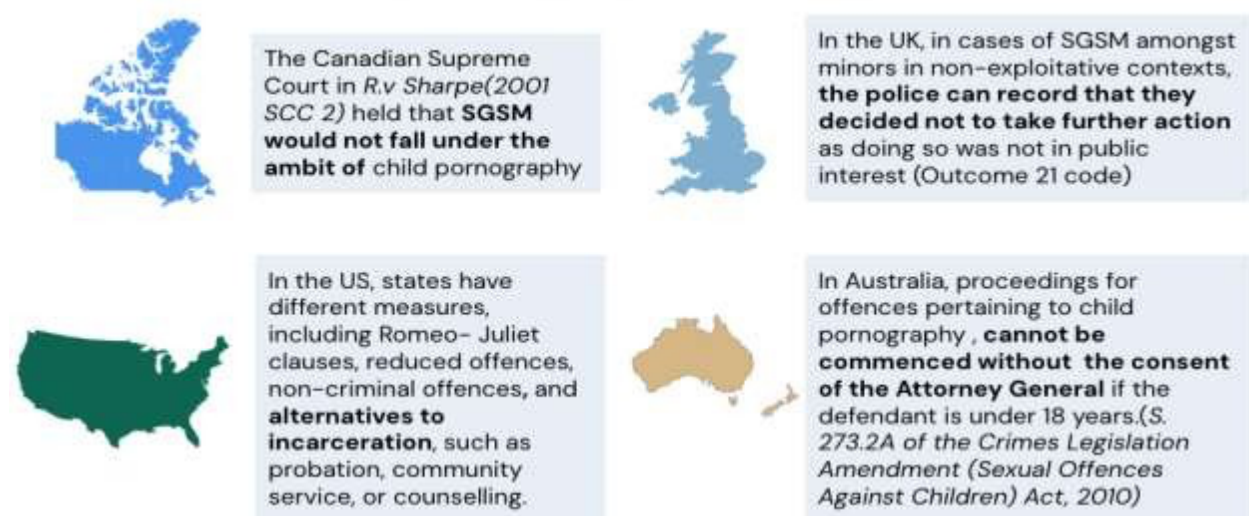 The Canadian Supreme
Court in R.v Sharpe(2001
SCC 2) held that SGSM
would not fall under the
ambit of child pornography
In the UK, in cases of SGSM amongst
minors in non-exploitative contexts,
the police can record that they
decided not to take further action
as doing so was not in public
interest (Outcome 21 code)
In the US, states have
different measures,
including Romeo- Juliet
clauses, reduced offences,
non-criminal offences, and
alternatives to
incarceration, such as
probation, community
service, or counselling.
In Australia, proceedings for
offences pertaining to child
pornography , cannot be
commenced without the consent
of the Attorney General if the
defendant is under 18 years.(S.
273.2A of the Crimes Legislation
Amendment (Sexual Offences
Against Children) Act, 2010)